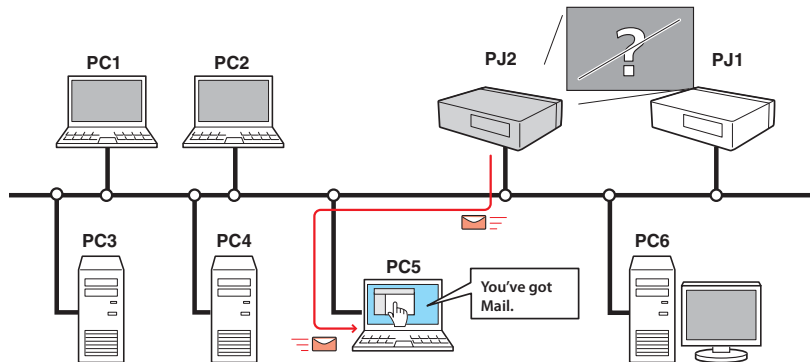 PC1
PC2
PJ2
?
PJ1
PC3
PC4
PC5
You've got
Mail.
PC6